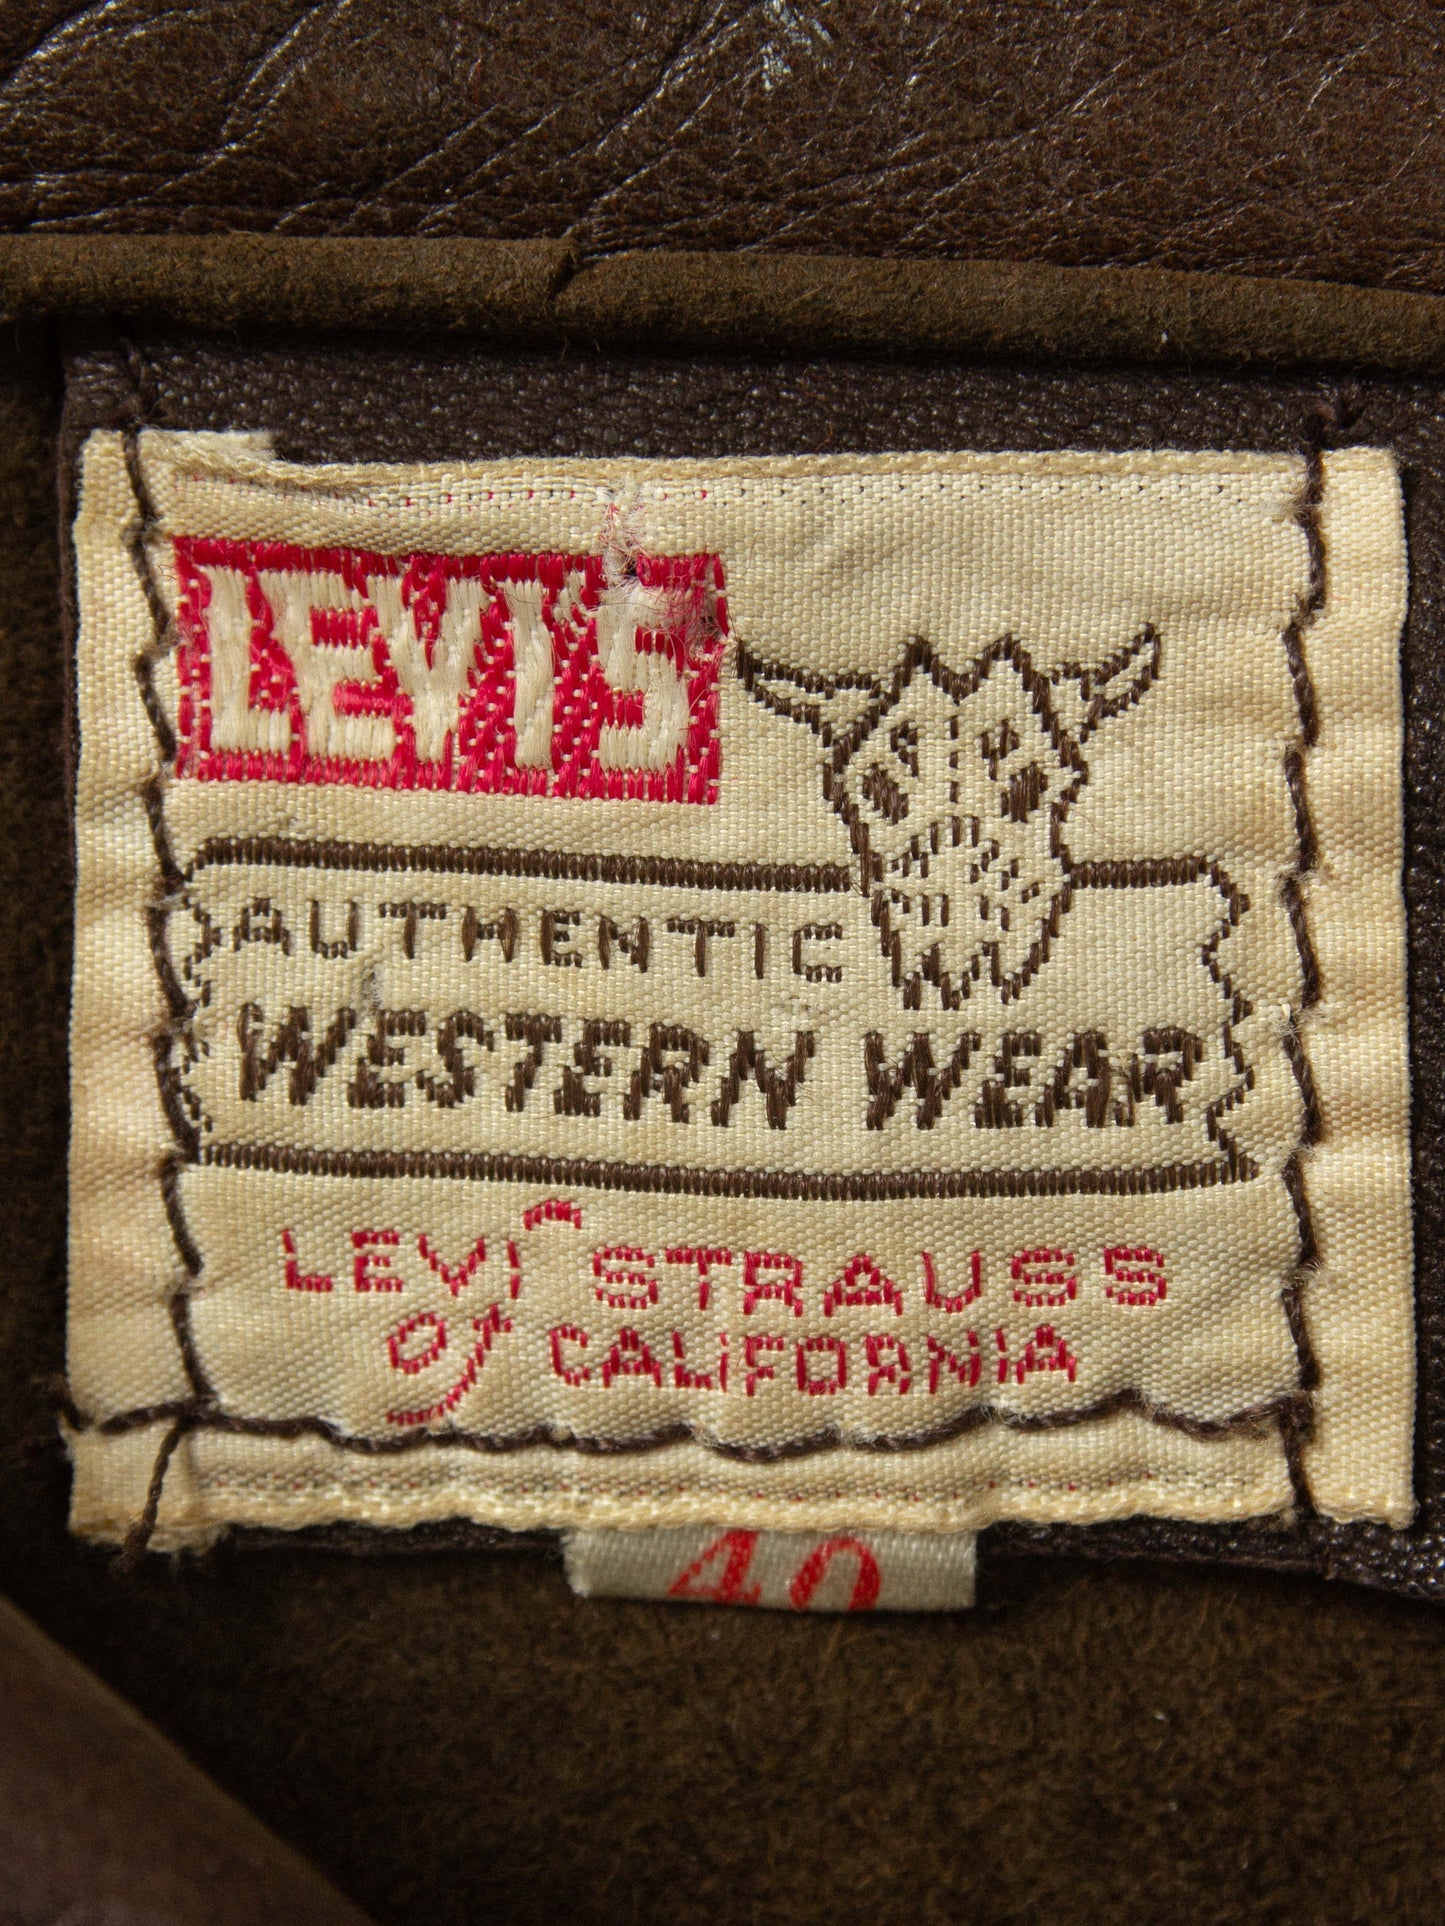 LEVI'S
AUTHENTIC
WESTERN WEAR
LEVI STRAUSS
of CALIFORNIA
40